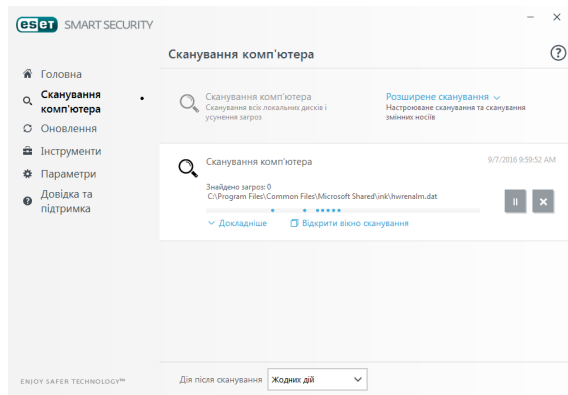 eset SMART SECURITY
Сканування комп'ютера
?
Головна
Сканування
комп'ютера
Оновлення
Інструменти
Параметри
Довідка та
підтримка
Сканування комп'ютера
Сканування всіх локальних дисків і
усунення загроз
Розширене сканування
Настроюване сканування та сканування
змінних носіїв
Сканування комп'ютера
9/7/2016 9:59:52 AM
Знайдено загроз: 0
C:\Program Files\Common Files\Microsoft Shared\ink\hwrenalm.dat
Докладніше Відкрити вікно сканування
ENJOY SAFER TECHNOLOGY™
Дія після сканування Жодних дій